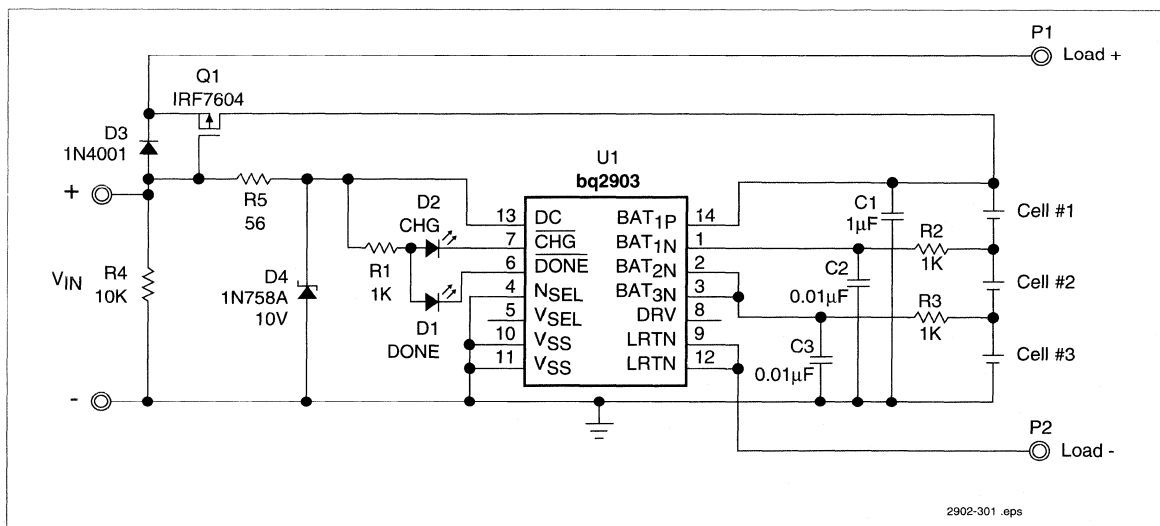 P1
Load +
Q1
IRF7604
D3
1N4001
U1
bq2903
+
R5
56
D2
CHG
13 DC BAT1P 14
C1
1µF
Cell #1
7 CHG BAT1N 1
R2
1K
R1
1K
6 DONE BAT2N 2
VIN
R4
10K
D4
1N758A
10V
C2
0.01µF
Cell #2
4 NSEL BAT3N 3
R3
1K
5 VSEL DRV 8
D1
DONE
10 VSS LRTN 9
C3
0.01µF
Cell #3
11 VSS LRTN 12
-
P2
Load -
2902-301 .eps